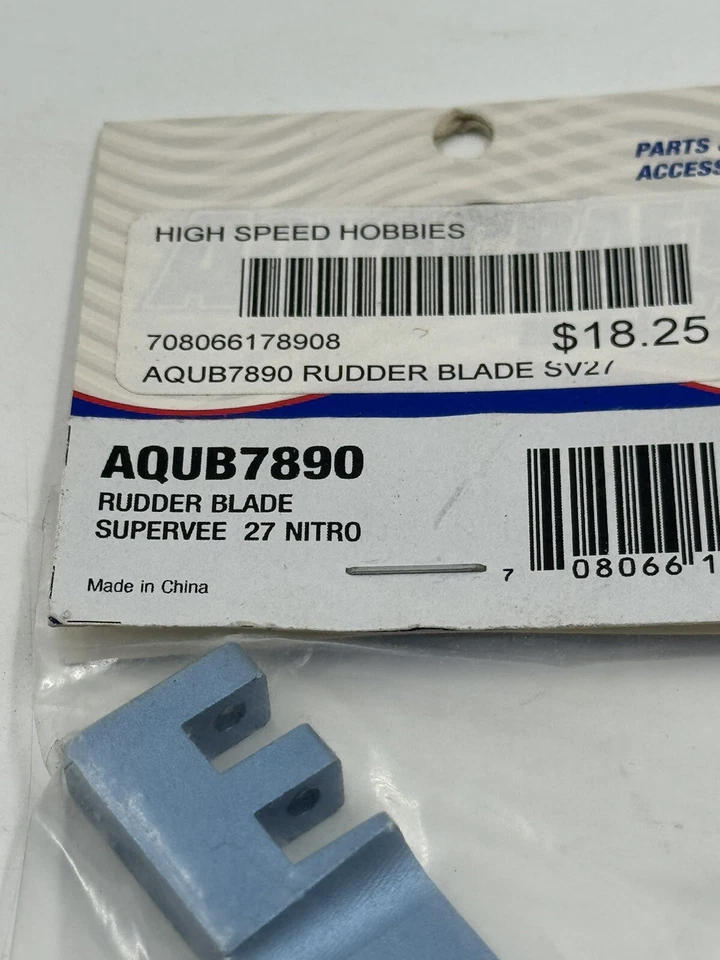 PARTS
ACCESS
HIGH SPEED HOBBIES
708066178908
$18.25
AQUB7890 RUDDER BLADE SV27
AQUB7890
RUDDER BLADE
SUPERVEE 27 NITRO
Made in China
7 08066 1